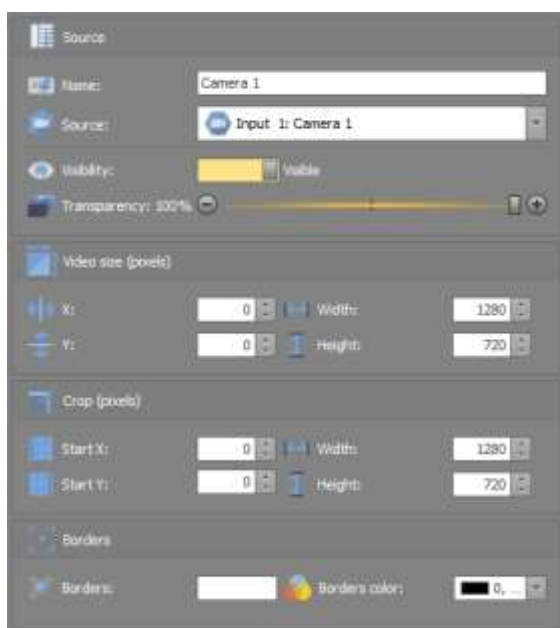 Source
Name: Camera 1
Source: Input 1: Camera 1
Visibility: Visible
Transparency: 100%
Video size (pixels)
X: 0 Width: 1280
Y: 0 Height: 720
Crop (pixels)
Start X: 0 Width: 1280
Start Y: 0 Height: 720
Borders
Borders: Borders color: 0, ...